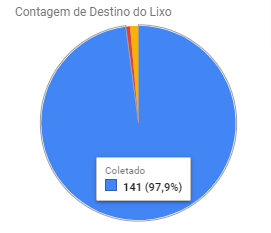 Contagem de Destino do Lixo
Coletado
141 (97,9%)